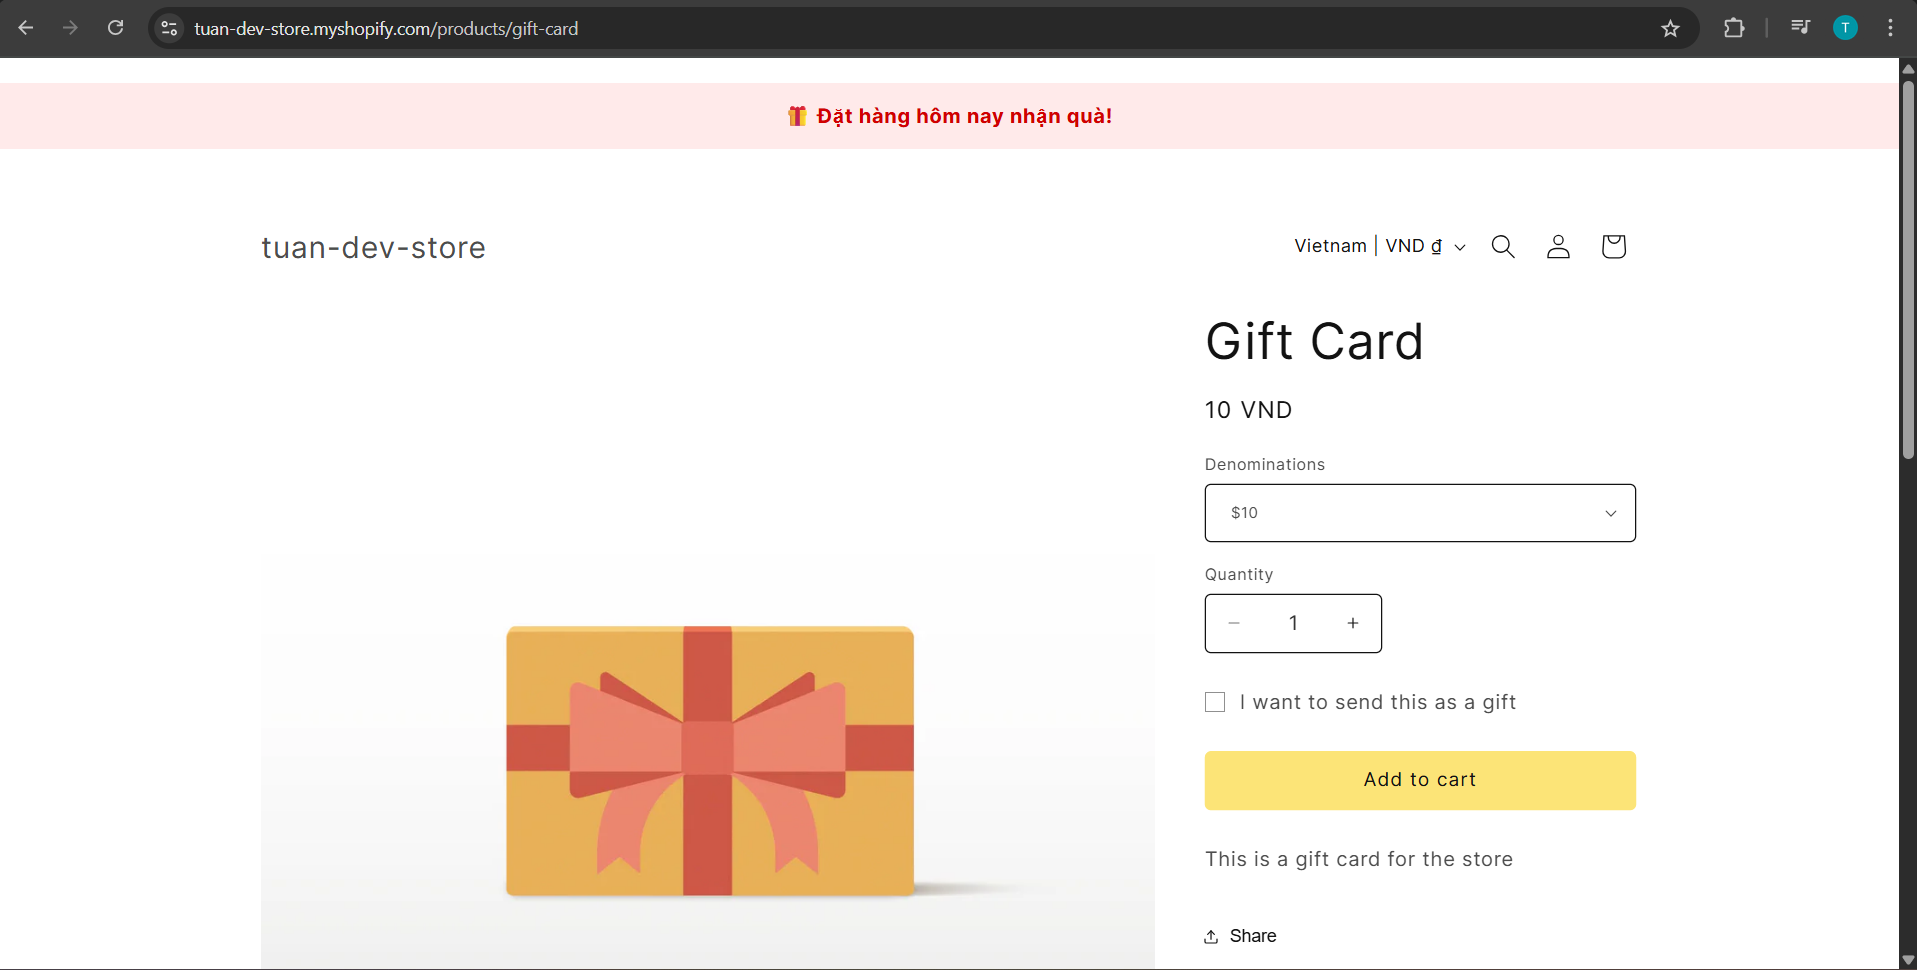 tuan-dev-store.myshopify.com/products/gift-card
T
🎁 Đặt hàng hôm nay nhận quà!
tuan-dev-store
Vietnam | VND ₫
Gift Card
10 VND
Denominations
$10
Quantity
− 1 +
I want to send this as a gift
Add to cart
This is a gift card for the store
Share